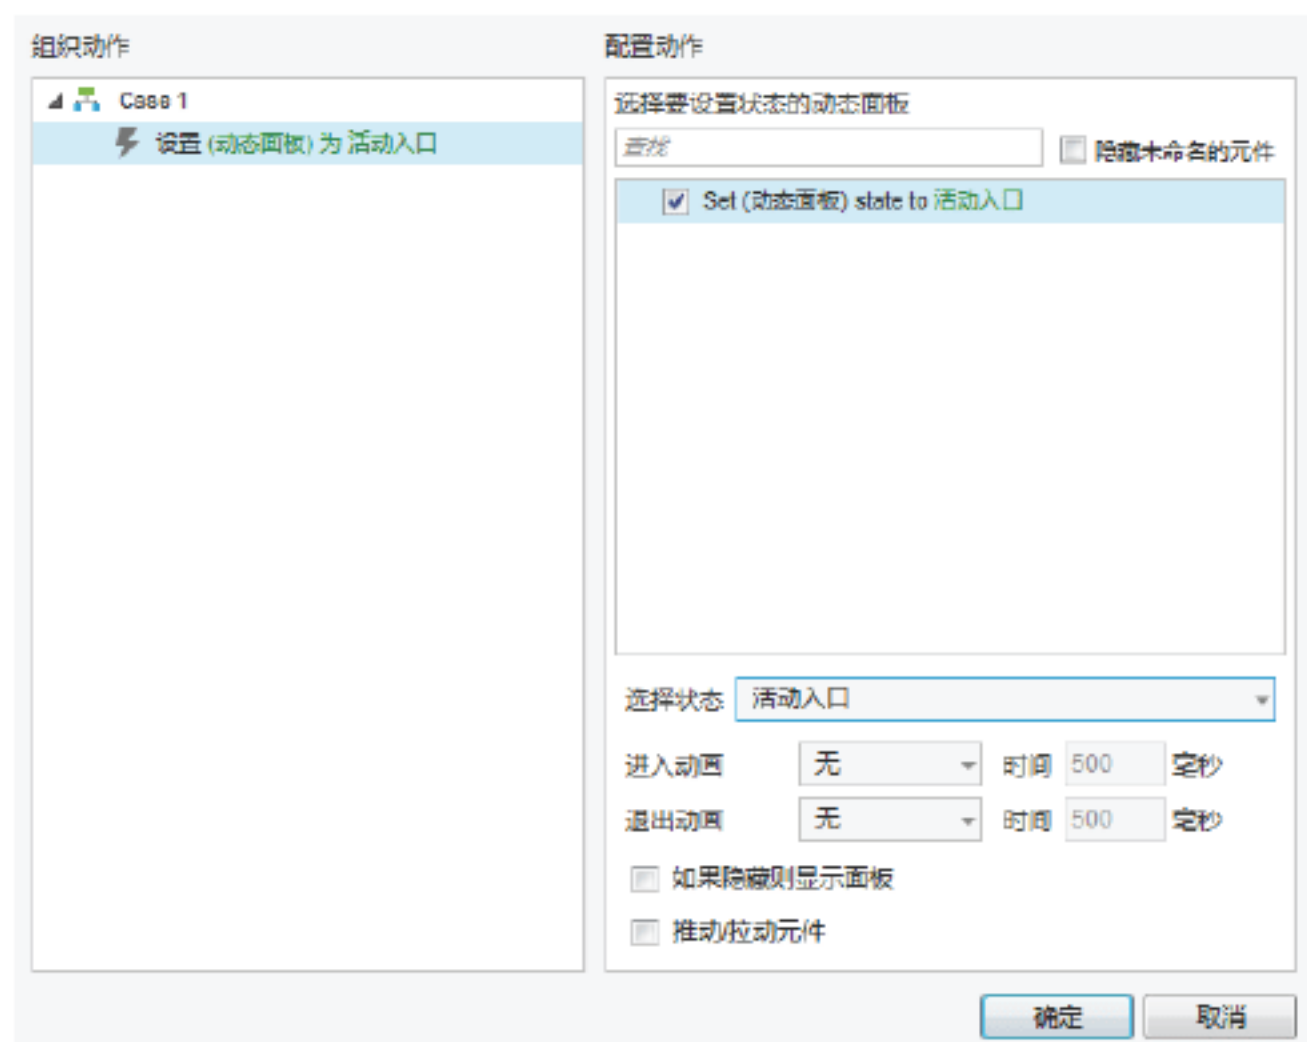 组织动作
配置动作
Case 1
设置 (动态面板) 为 活动入口
选择要设置状态的动态面板
查找
隐藏未命名的元件
Set (动态面板) state to 活动入口
选择状态 活动入口
进入动画 无 时间 500 毫秒
退出动画 无 时间 500 毫秒
如果隐藏则显示面板
推动/拉动元件
确定 取消